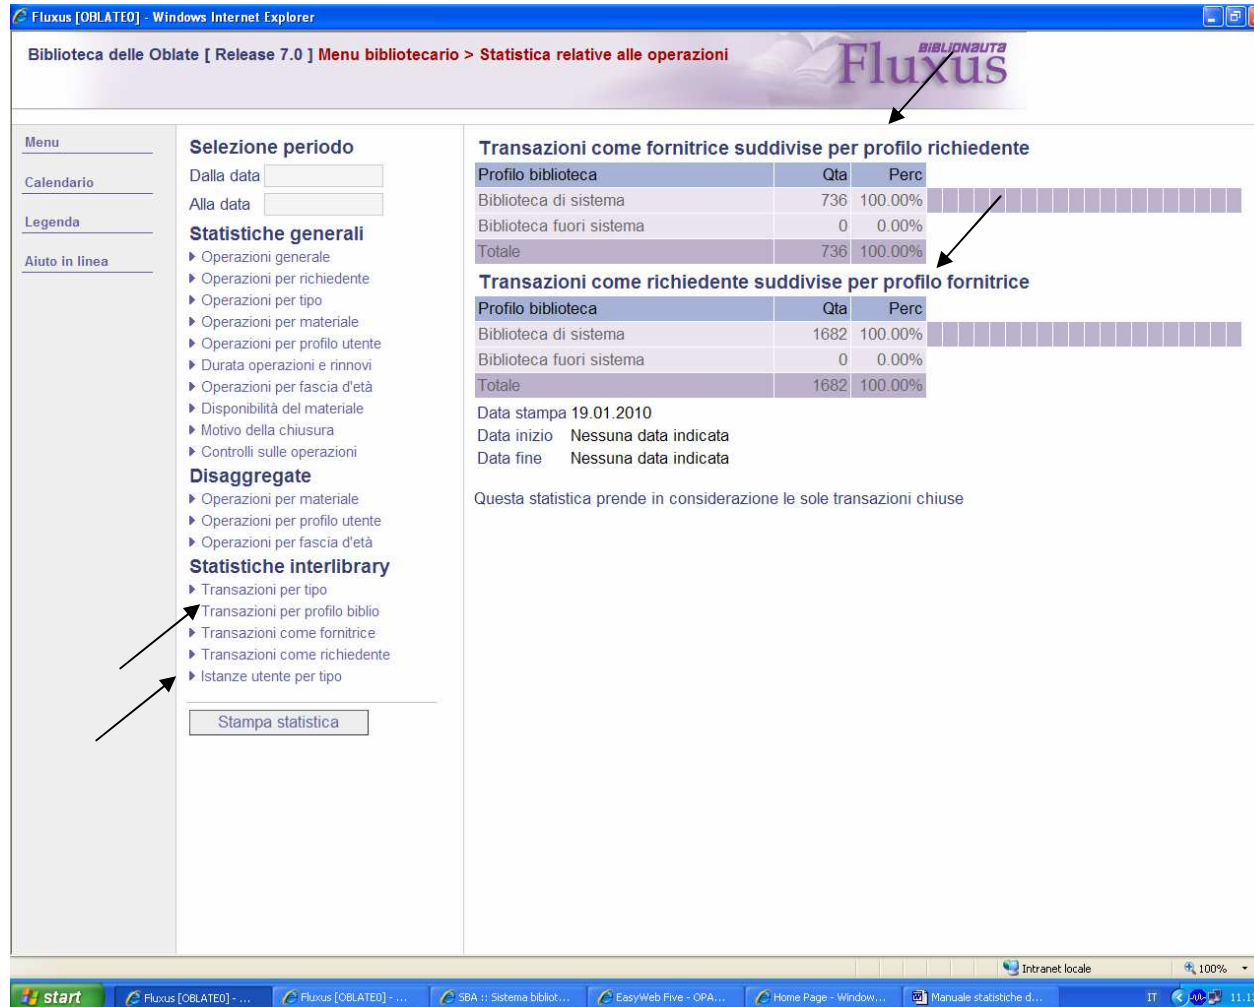 Fluxus [OBLATE0] - Windows Internet Explorer
Biblioteca delle Oblate [ Release 7.0 ] Menu bibliotecario > Statistica relative alle operazioni
BIBLIONAUTA
Fluxus
Menu
Calendario
Legenda
Aiuto in linea
Selezione periodo
Dalla data
Alla data
Statistiche generali
Operazioni generale
Operazioni per richiedente
Operazioni per tipo
Operazioni per materiale
Operazioni per profilo utente
Durata operazioni e rinnovi
Operazioni per fascia d'età
Disponibilità del materiale
Motivo della chiusura
Controlli sulle operazioni
Disaggregate
Operazioni per materiale
Operazioni per profilo utente
Operazioni per fascia d'età
Statistiche interlibrary
Transazioni per tipo
Transazioni per profilo biblio
Transazioni come fornitrice
Transazioni come richiedente
Istanze utente per tipo
Stampa statistica
Transazioni come fornitrice suddivise per profilo richiedente
Profilo biblioteca Qta Perc
Biblioteca di sistema 736 100.00%
Biblioteca fuori sistema 0 0.00%
Totale 736 100.00%
Transazioni come richiedente suddivise per profilo fornitrice
Profilo biblioteca Qta Perc
Biblioteca di sistema 1682 100.00%
Biblioteca fuori sistema 0 0.00%
Totale 1682 100.00%
Data stampa 19.01.2010
Data inizio Nessuna data indicata
Data fine Nessuna data indicata
Questa statistica prende in considerazione le sole transazioni chiuse
Intranet locale 100%
start Fluxus [OBLATE0] - ... Fluxus [OBLATE0] - ... SBA :: Sistema bibliot... EasyWeb Five - OPA... Home Page - Window... Manuale statistiche d... IT